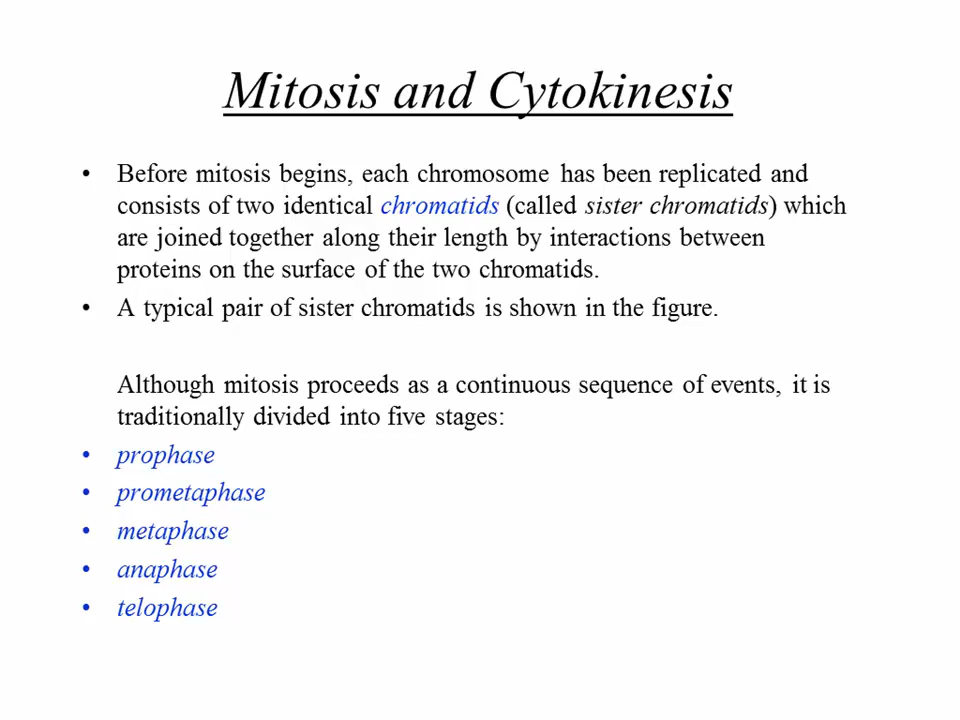 Mitosis and Cytokinesis
• Before mitosis begins, each chromosome has been replicated and
consists of two identical chromatids (called sister chromatids) which
are joined together along their length by interactions between
proteins on the surface of the two chromatids.
• A typical pair of sister chromatids is shown in the figure.
Although mitosis proceeds as a continuous sequence of events, it is
traditionally divided into five stages:
• prophase
• prometaphase
• metaphase
• anaphase
• telophase